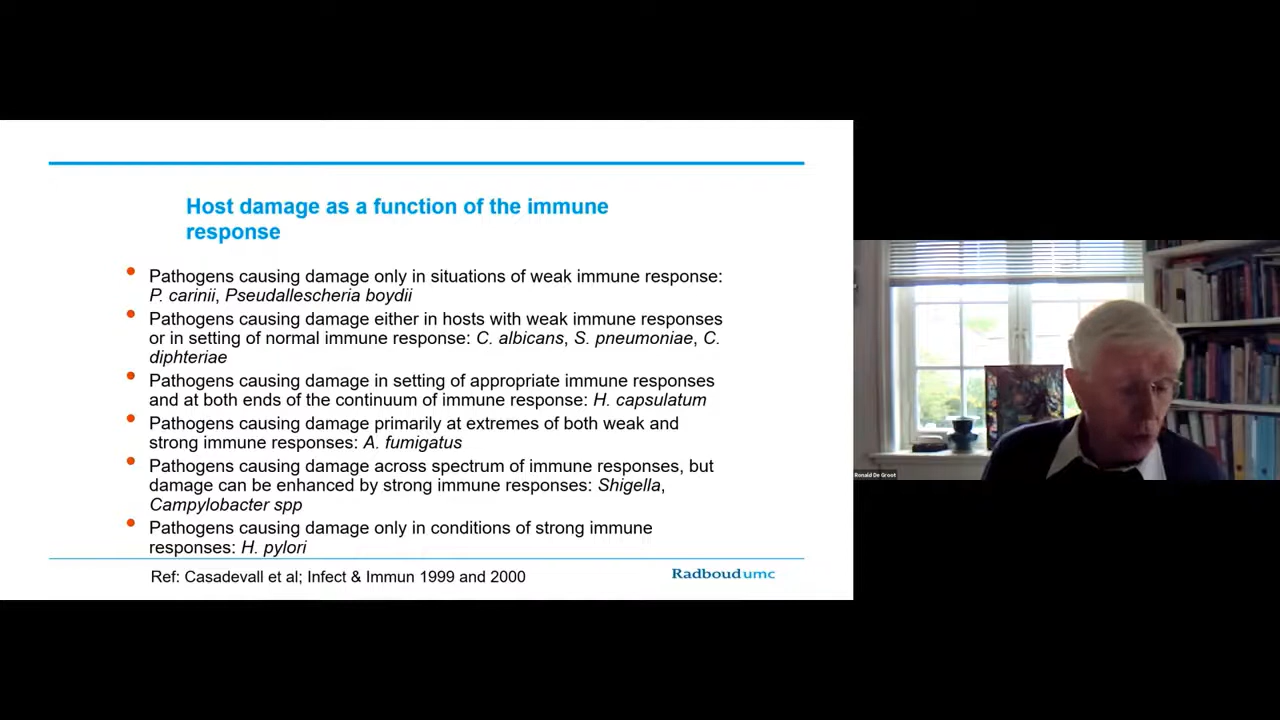 Host damage as a function of the immune
response
• Pathogens causing damage only in situations of weak immune response:
P. carinii, Pseudallescheria boydii
• Pathogens causing damage either in hosts with weak immune responses
or in setting of normal immune response: C. albicans, S. pneumoniae, C.
diphteriae
• Pathogens causing damage in setting of appropriate immune responses
and at both ends of the continuum of immune response: H. capsulatum
• Pathogens causing damage primarily at extremes of both weak and
strong immune responses: A. fumigatus
• Pathogens causing damage across spectrum of immune responses, but
damage can be enhanced by strong immune responses: Shigella,
Campylobacter spp
• Pathogens causing damage only in conditions of strong immune
responses: H. pylori
Ref: Casadevall et al; Infect & Immun 1999 and 2000
Radboudumc
Ronald De Groot